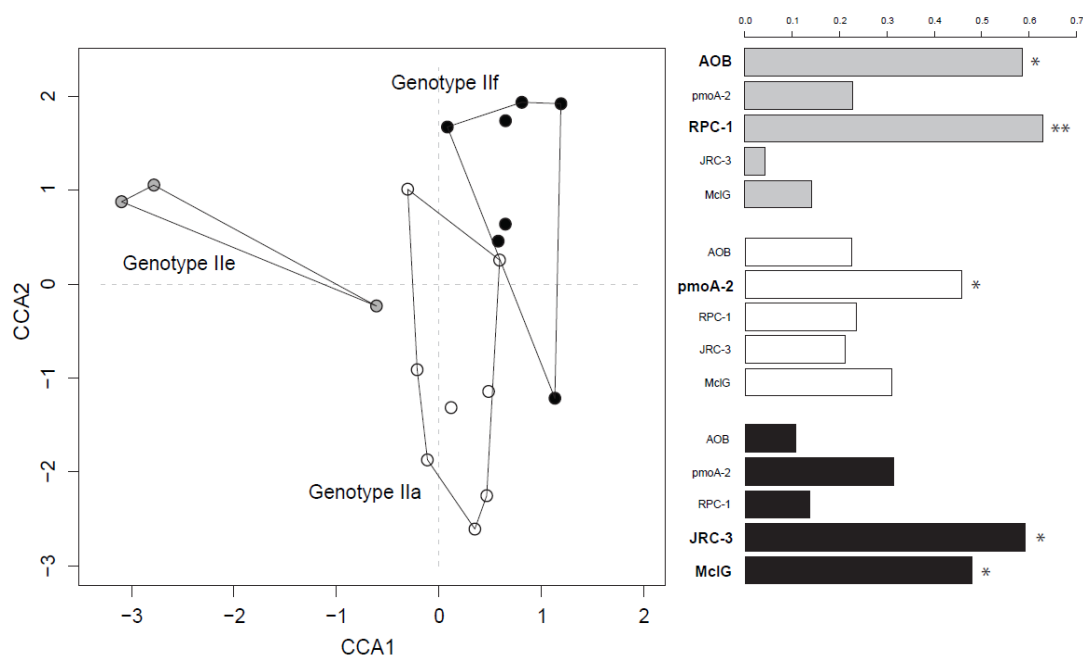 0.0 0.1 0.2 0.3 0.4 0.5 0.6 0.7
Genotype IIf
Genotype IIe
Genotype IIa
2
1
0
−1
−2
−3
CCA2
−3 −2 −1 0 1 2
CCA1
AOB *
pmoA-2
RPC-1 **
JRC-3
McIG
AOB
pmoA-2 *
RPC-1
JRC-3
McIG
AOB
pmoA-2
RPC-1
JRC-3 *
McIG *